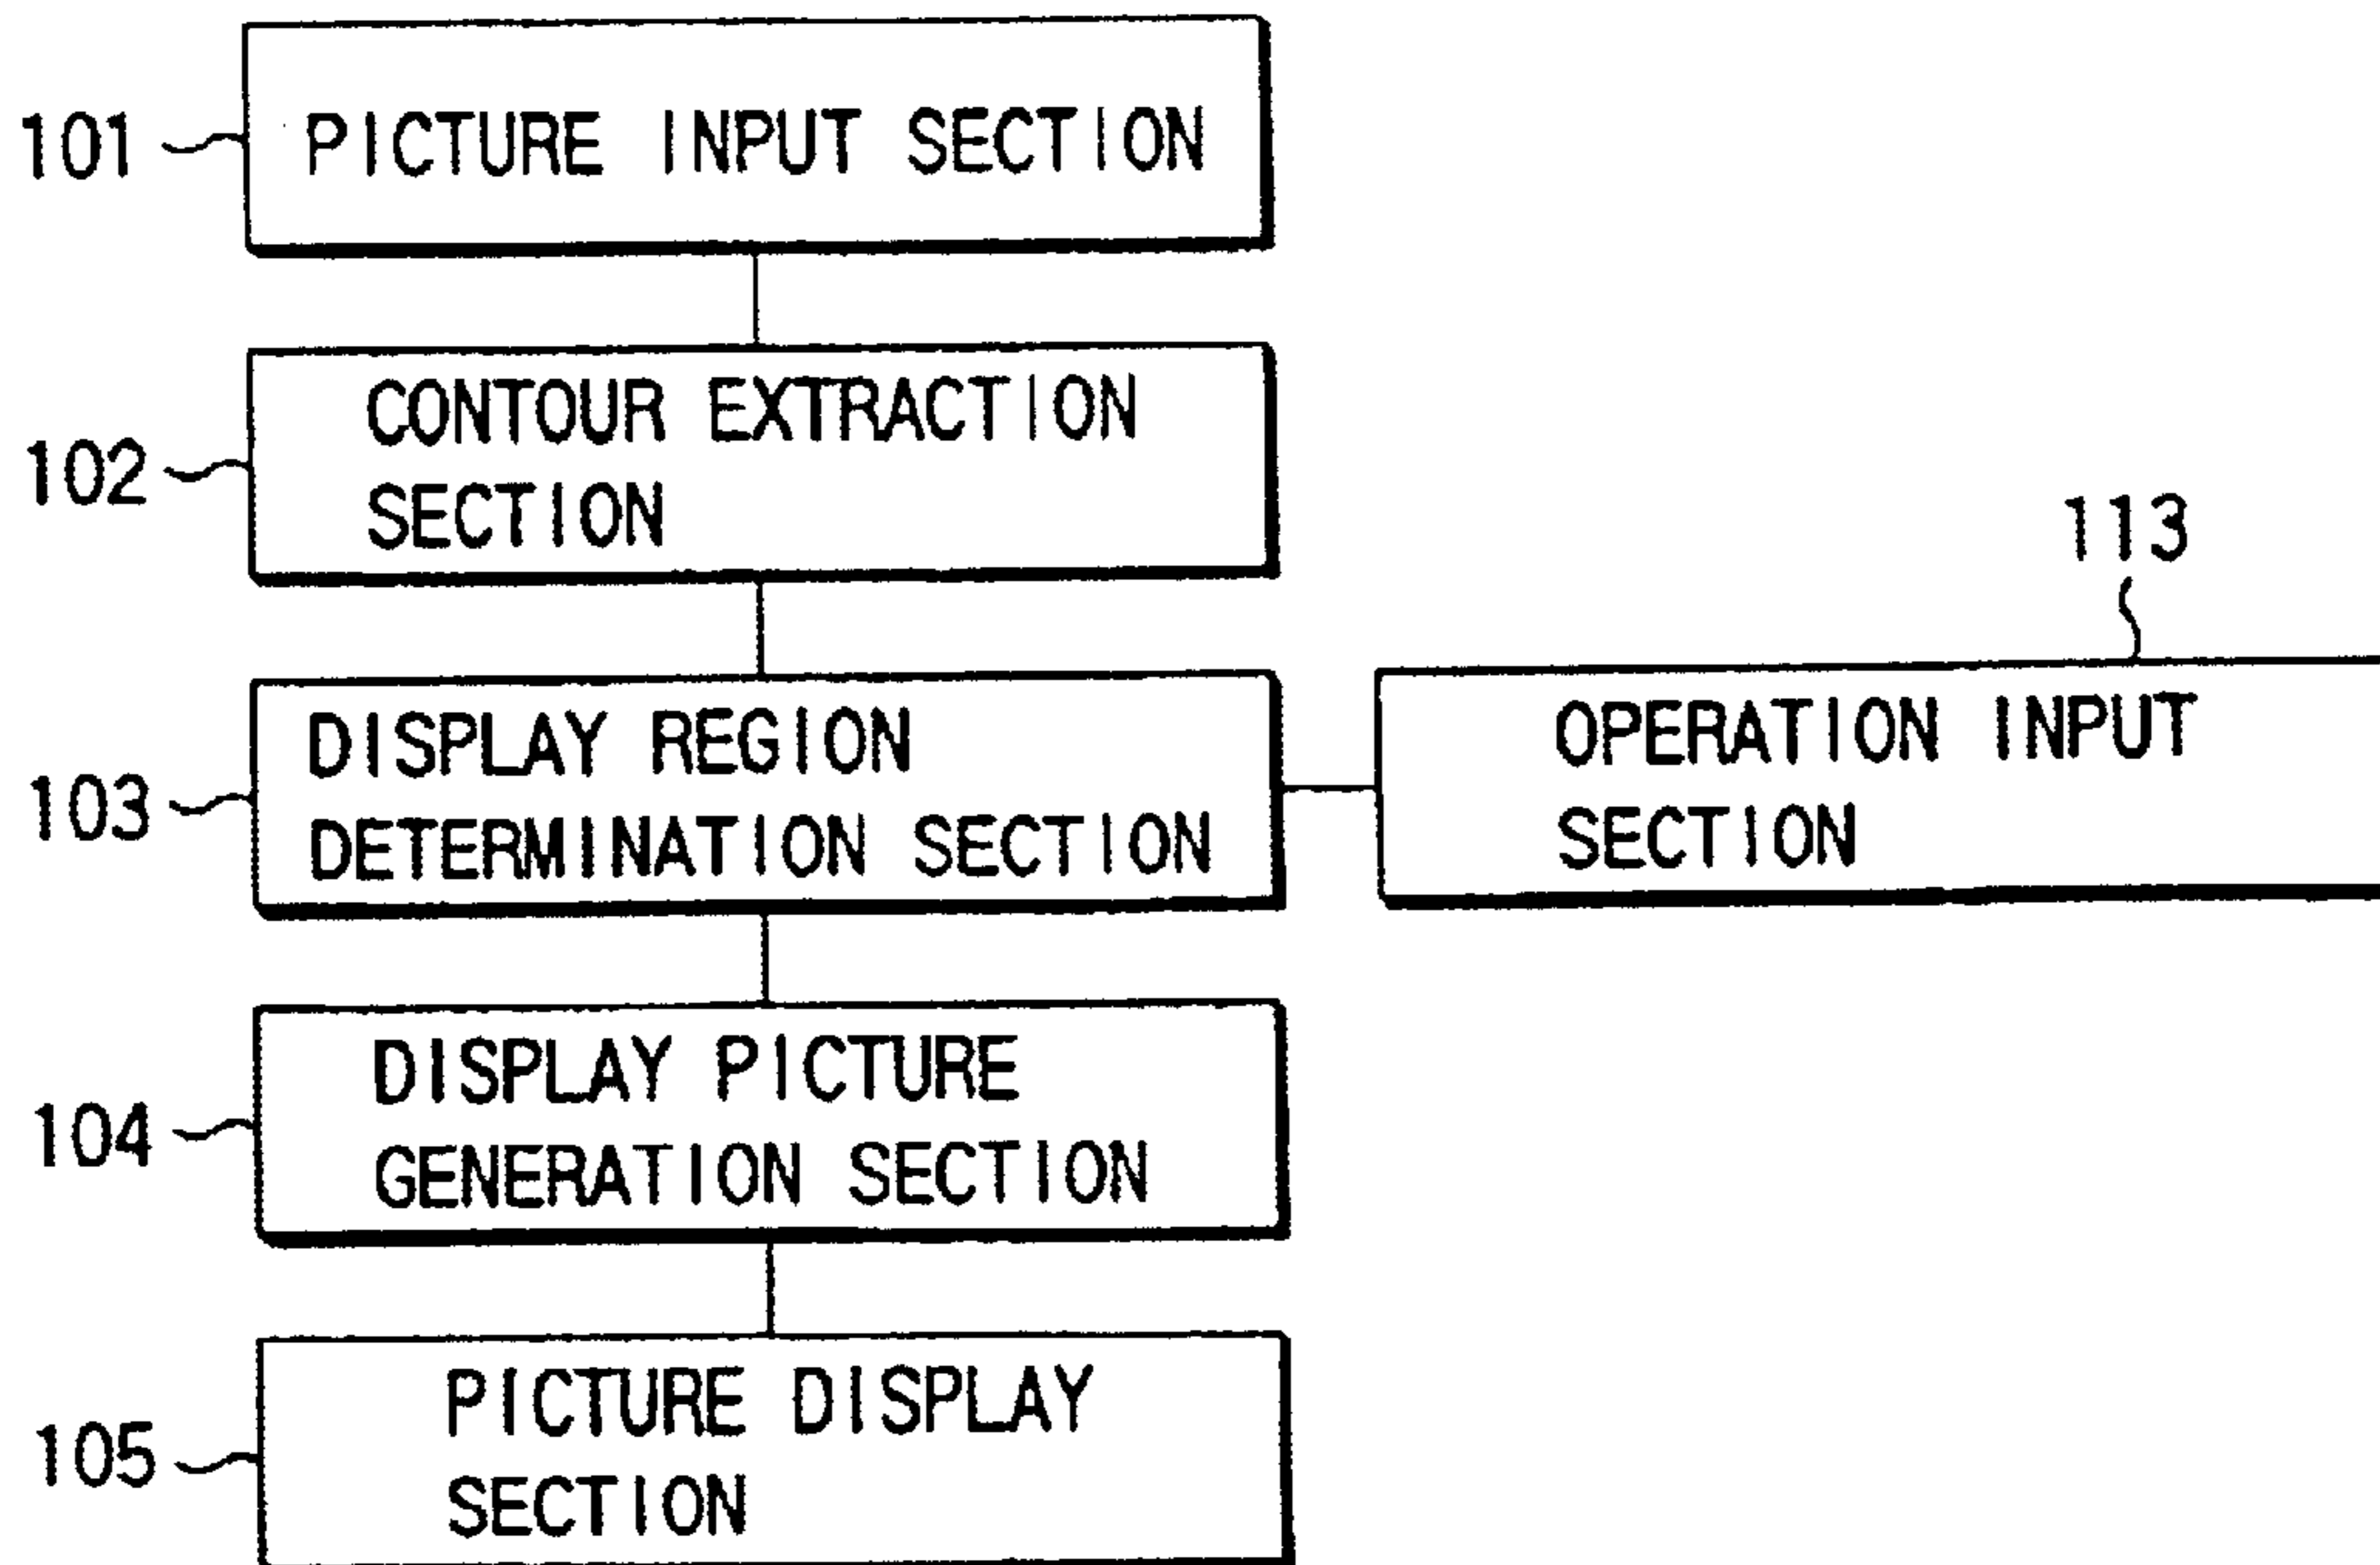 101
PICTURE INPUT SECTION
102
CONTOUR EXTRACTION
SECTION
113
103
DISPLAY REGION
DETERMINATION SECTION
OPERATION INPUT
SECTION
104
DISPLAY PICTURE
GENERATION SECTION
105
PICTURE DISPLAY
SECTION